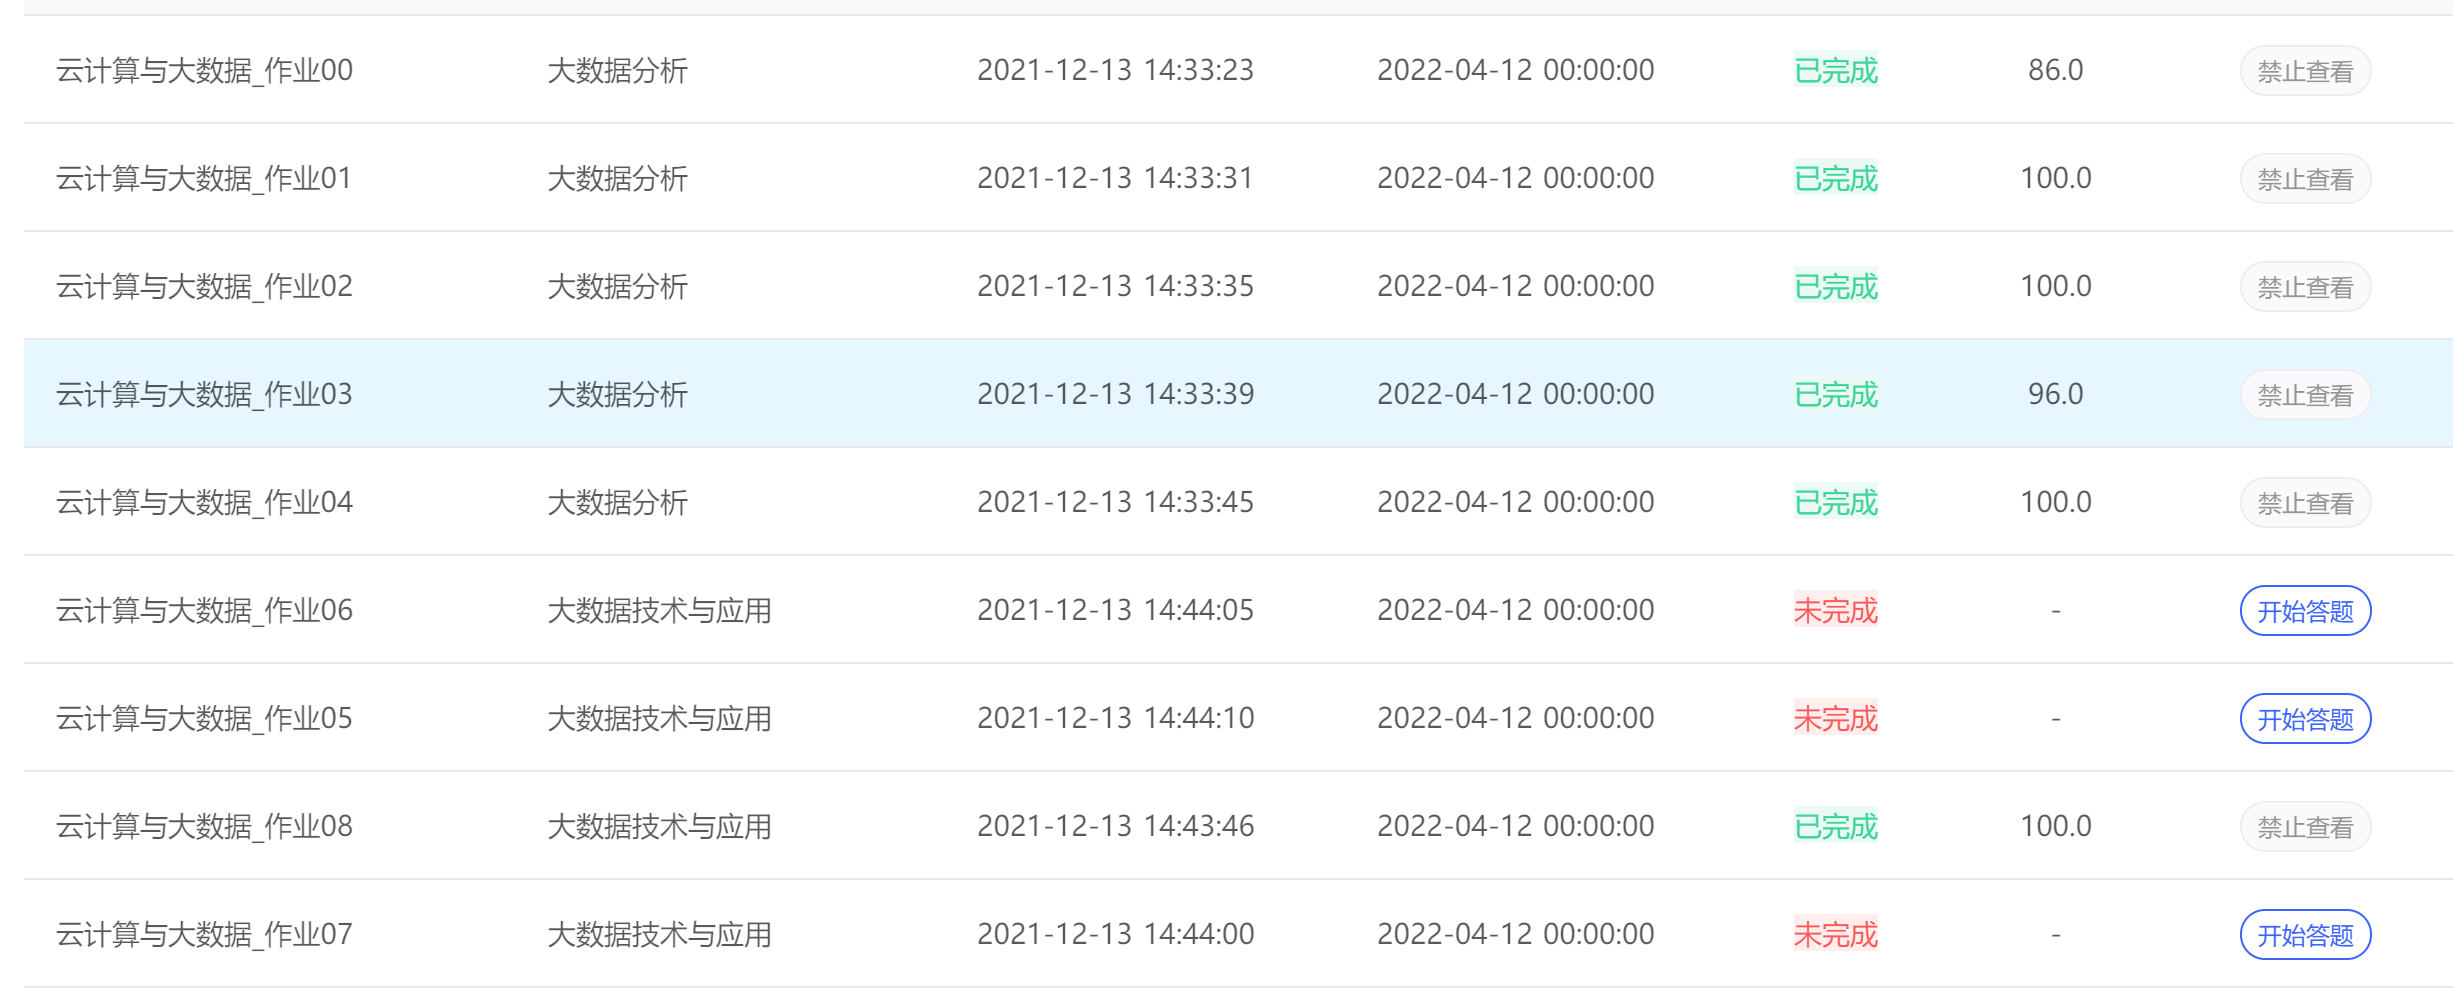 云计算与大数据_作业00 大数据分析 2021-12-13 14:33:23 2022-04-12 00:00:00 已完成 86.0 禁止查看
云计算与大数据_作业01 大数据分析 2021-12-13 14:33:31 2022-04-12 00:00:00 已完成 100.0 禁止查看
云计算与大数据_作业02 大数据分析 2021-12-13 14:33:35 2022-04-12 00:00:00 已完成 100.0 禁止查看
云计算与大数据_作业03 大数据分析 2021-12-13 14:33:39 2022-04-12 00:00:00 已完成 96.0 禁止查看
云计算与大数据_作业04 大数据分析 2021-12-13 14:33:45 2022-04-12 00:00:00 已完成 100.0 禁止查看
云计算与大数据_作业06 大数据技术与应用 2021-12-13 14:44:05 2022-04-12 00:00:00 未完成 - 开始答题
云计算与大数据_作业05 大数据技术与应用 2021-12-13 14:44:10 2022-04-12 00:00:00 未完成 - 开始答题
云计算与大数据_作业08 大数据技术与应用 2021-12-13 14:43:46 2022-04-12 00:00:00 已完成 100.0 禁止查看
云计算与大数据_作业07 大数据技术与应用 2021-12-13 14:44:00 2022-04-12 00:00:00 未完成 - 开始答题